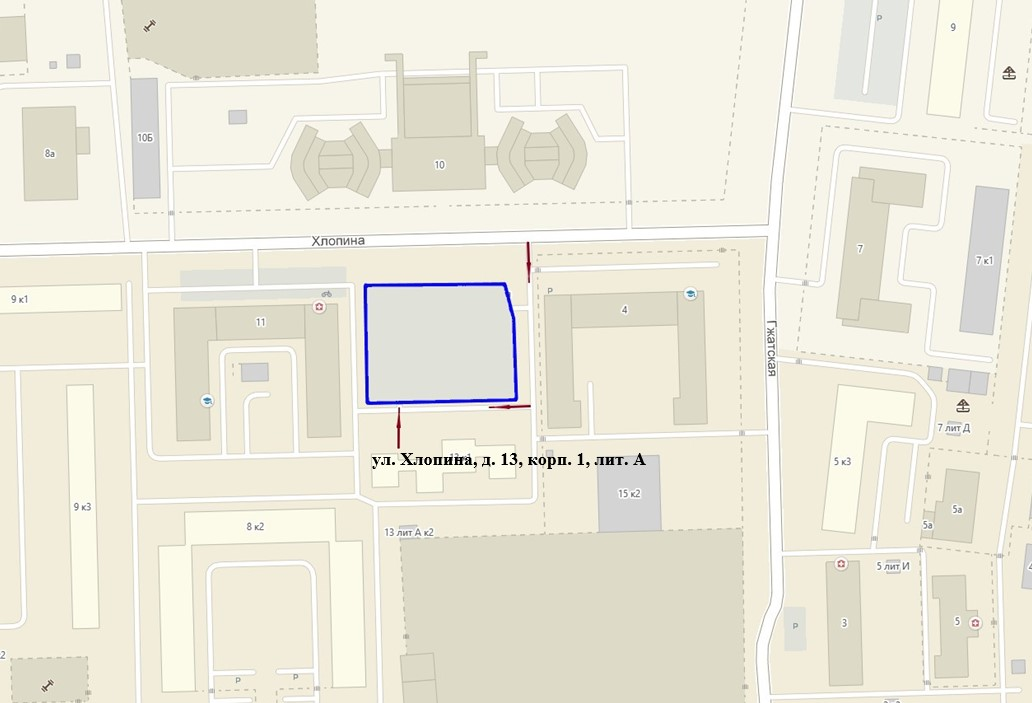 Р
9
8а
10Б
10
7
7 к1
Хлопина
9 к1
11
Р
4
Гжатская
ул. Хлопина, д. 13, корп. 1, лит. А
7 лит Д
5 к3
15 к2
9 к3
8 к2
13 лит А к2
5а
5а
5 лит И
3
5
Р
Р
Р